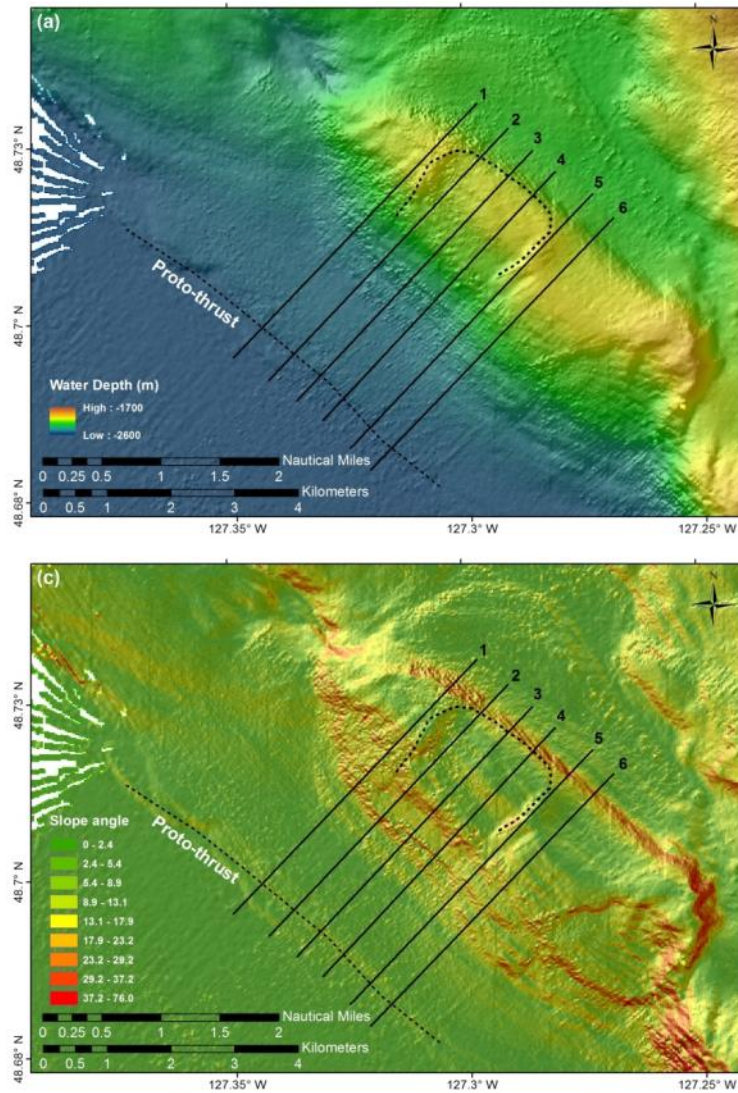 (a)
1
2
3
4
5
6
48.73° N
48.7° N
48.68° N
Proto-thrust
Water Depth (m)
High : -1700
Low : -2600
Nautical Miles
0 0.25 0.5 1 1.5 2
Kilometers
0 0.5 1 2 3 4
127.35° W 127.3° W 127.25° W
(c)
1
2
3
4
5
6
48.73° N
48.7° N
48.68° N
Proto-thrust
Slope angle
0 - 2.4
2.4 - 5.4
5.4 - 8.9
8.9 - 13.1
13.1 - 17.9
17.9 - 23.2
23.2 - 29.2
29.2 - 37.2
37.2 - 76.0
Nautical Miles
0 0.25 0.5 1 1.5 2
Kilometers
0 0.5 1 2 3 4
127.35° W 127.3° W 127.25° W